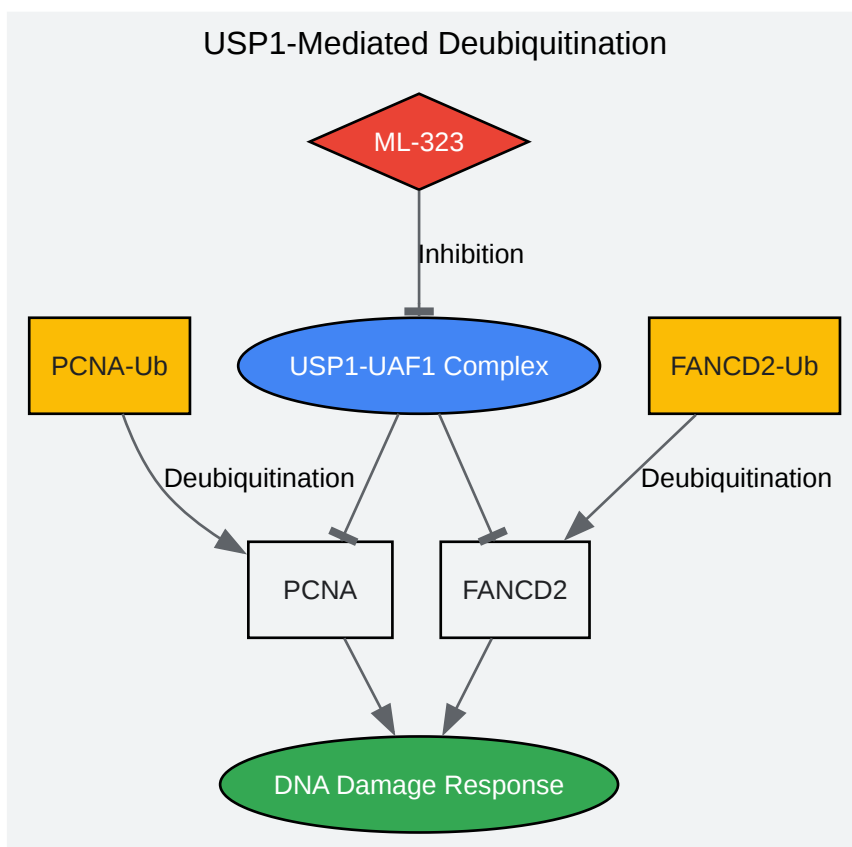 USP1-Mediated Deubiquitination
ML-323
Inhibition
PCNA-Ub
USP1-UAF1 Complex
FANCD2-Ub
Deubiquitination
Deubiquitination
PCNA
FANCD2
DNA Damage Response